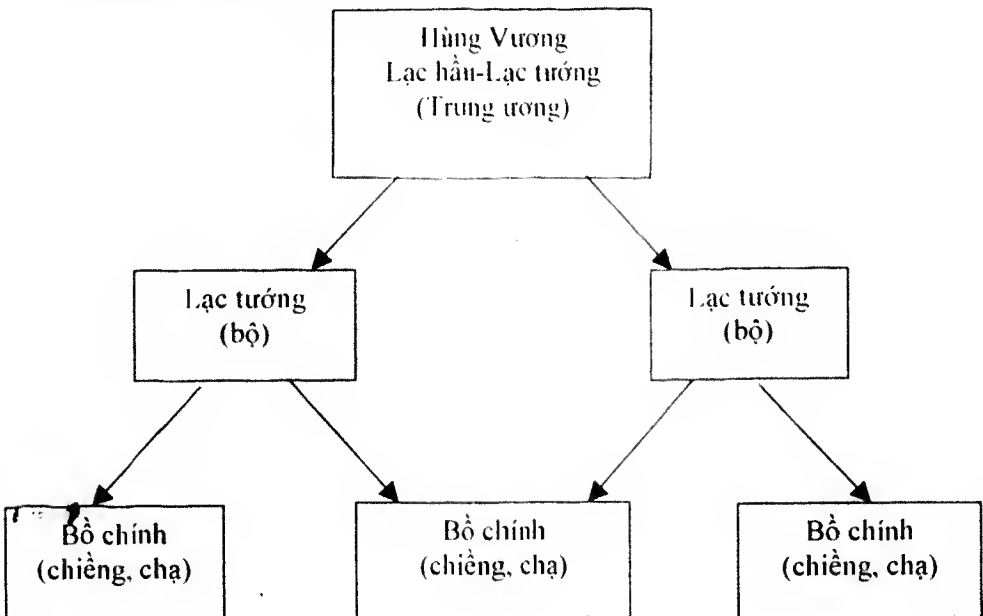 Hùng Vương
Lạc hầu-Lạc tướng
(Trung ương)
Lạc tướng
(bộ)
Lạc tướng
(bộ)
Bồ chính
(chiềng, chạ)
Bồ chính
(chiềng, chạ)
Bồ chính
(chiềng, chạ)